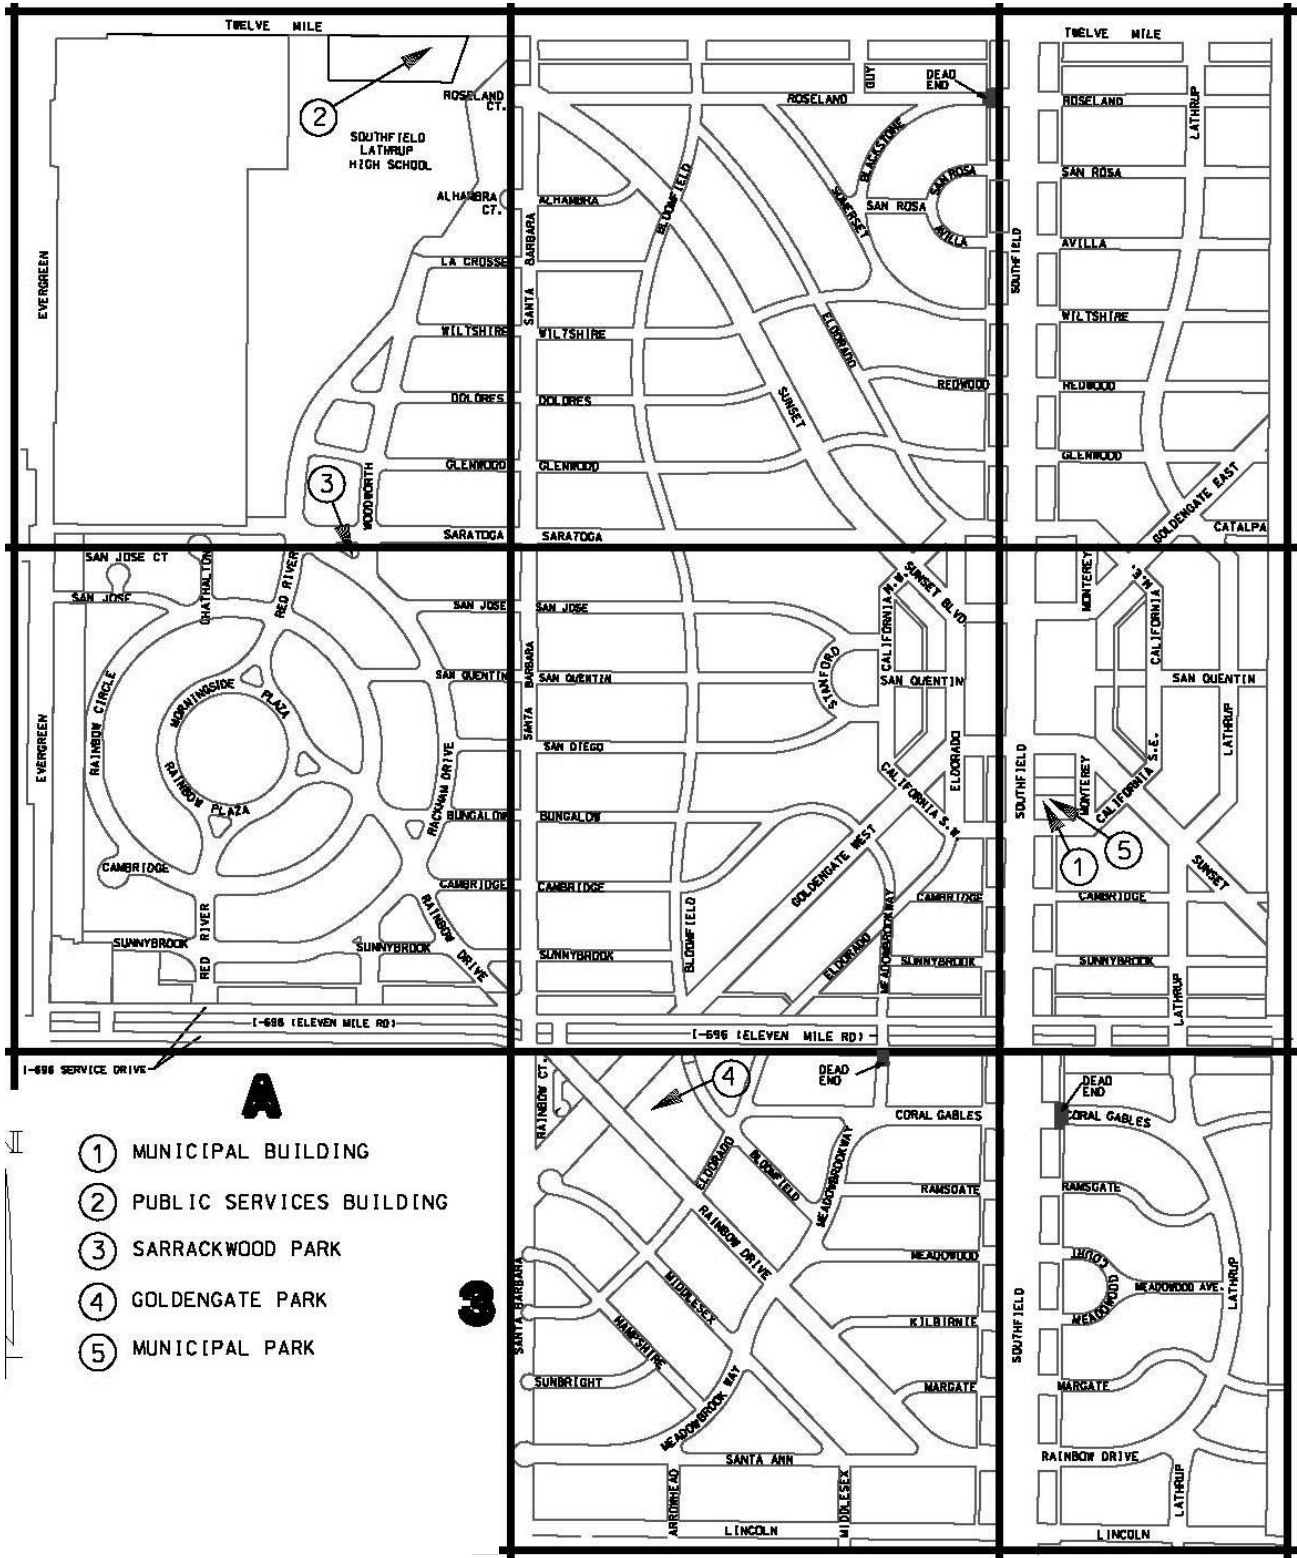 TWELVE MILE
TWELVE MILE
2
SOUTHFIELD
LATHRUP
HIGH SCHOOL
ROSELAND
CT.
ROSELAND
GUY
DEAD
END
ROSELAND
LATHRUP
BLACKSTONE
ALHAMBRA
CT.
ALHAMBRA
BLOOMFIELD
SOMERSET
SAN ROSA
SAN ROSA
AVILLA
SAN ROSA
AVILLA
EVERGREEN
SANTA BARBARA
SOUTHFIELD
LA CROSSE
WILTSHIRE
WILTSHIRE
ELDORADO
WILTSHIRE
DOLORES
DOLORES
SUNSET
REDWOOD
REDWOOD
3
WOODWORTH
GLENWOOD
GLENWOOD
GLENWOOD
GOLDENGATE EAST
SARATOGA
SARATOGA
CATALPA
SAN JOSE CT
SAN JOSE
CHATHALTON
RED RIVER
SAN JOSE
SAN JOSE
CALIFORNIA N.W.
SUNSET BLVD
MONTEREY
CALIFORNIA N.E.
RAINBOW CIRCLE
MORNINGSIDE PLAZA
SAN QUENTIN
SANTA BARBARA
SAN QUENTIN
STANFORD
SAN QUENTIN
SAN QUENTIN
EVERGREEN
RAINBOW PLAZA
RACKHAM DRIVE
SAN DIEGO
ELDORADO
SOUTHFIELD
MONTEREY
CALIFORNIA S.E.
LATHRUP
BUNGALOW
BUNGALOW
CALIFORNIA S.W.
GOLDENGATE WEST
1
5
CAMBRIDGE
CAMBRIDGE
CAMBRIDGE
CAMBRIDGE
CAMBRIDGE
SUNSET
RED RIVER
RAINBOW DRIVE
BLOOMFIELD
ELDORADO
MEADOWBROOKWAY
SUNNYBROOK
SUNNYBROOK
SUNNYBROOK
SUNNYBROOK
SUNNYBROOK
LATHRUP
I-696 (ELEVEN MILE RD)
I-696 (ELEVEN MILE RD)
I-696 SERVICE DRIVE
A
RAINBOW CT.
4
DEAD
END
DEAD
END
CORAL GABLES
CORAL GABLES
ELDORADO
BLOOMFIELD
MEADOWBROOKWAY
RAMSGATE
RAMSGATE
RAINBOW DRIVE
MEADOWOOD
MEADOWOOD COURT
MEADOWOOD AVE.
LATHRUP
3
SANTA BARBARA
MIDDLESEX
HAMPSHIRE
KILBIRNIE
SOUTHFIELD
SUNBRIGHT
MEADOWBROOK WAY
MARGATE
MARGATE
SANTA ANN
RAINBOW DRIVE
ARROWHEAD
MIDDLESEX
LATHRUP
LINCOLN
LINCOLN
1 MUNICIPAL BUILDING
2 PUBLIC SERVICES BUILDING
3 SARRACKWOOD PARK
4 GOLDENGATE PARK
5 MUNICIPAL PARK